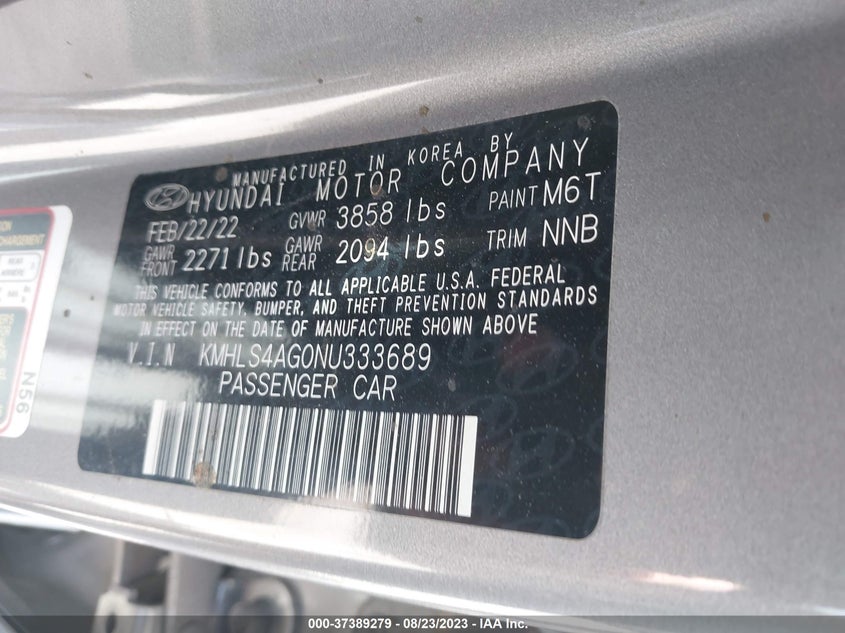 MANUFACTURED IN KOREA BY
HYUNDAI MOTOR COMPANY
FEB/22/22 GVWR 3858 lbs PAINT M6T
GAWR FRONT 2271 lbs GAWR REAR 2094 lbs TRIM NNB
THIS VEHICLE CONFORMS TO ALL APPLICABLE U.S.A. FEDERAL
MOTOR VEHICLE SAFETY, BUMPER, AND THEFT PREVENTION STANDARDS
IN EFFECT ON THE DATE OF MANUFACTURE SHOWN ABOVE
V.I.N KMHLS4AG0NU333689
PASSENGER CAR
CHARGEMENT
REAR
ARRIÈRE
N56
000-37389279 / 08/23/2023 - IAA Inc.